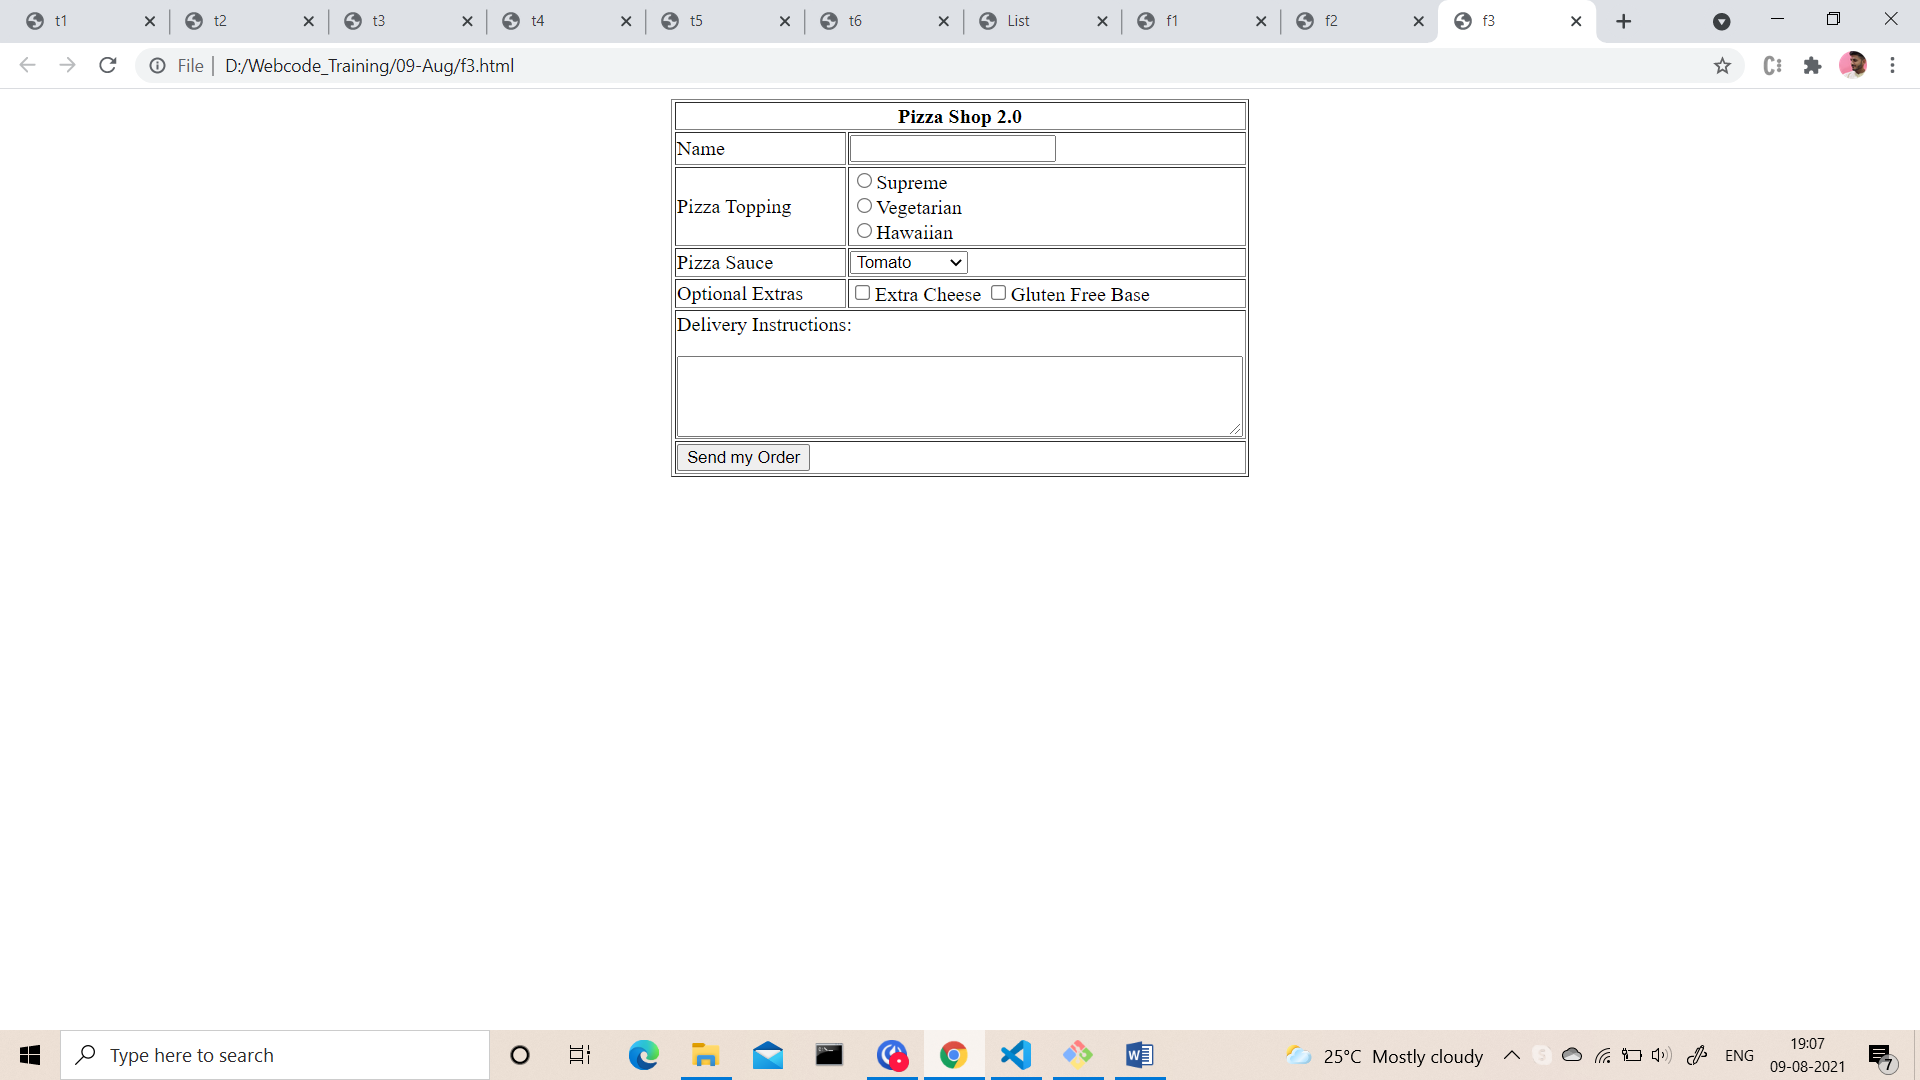 t1 t2 t3 t4 t5 t6 List f1 f2 f3
File D:/Webcode_Training/09-Aug/f3.html
Pizza Shop 2.0
Name
Pizza Topping
Supreme
Vegetarian
Hawaiian
Pizza Sauce Tomato
Optional Extras Extra Cheese Gluten Free Base
Delivery Instructions:
Send my Order
Type here to search
25°C Mostly cloudy
ENG
19:07
09-08-2021
7